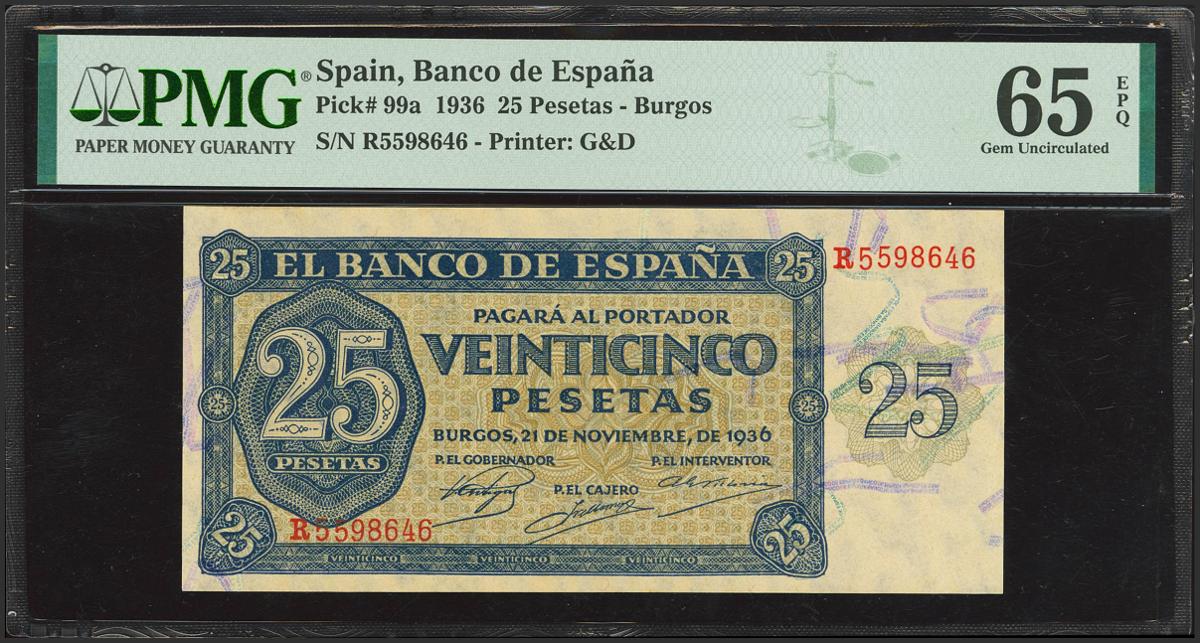 PMG®
PAPER MONEY GUARANTY
Spain, Banco de España
Pick# 99a 1936 25 Pesetas - Burgos
S/N R5598646 - Printer: G&D
65 EPQ
Gem Uncirculated
25 EL BANCO DE ESPAÑA 25
R5598646
PAGARÁ AL PORTADOR
25 VEINTICINCO 25
PESETAS
25
BURGOS, 21 DE NOVIEMBRE, DE 1936
PESETAS
P. EL GOBERNADOR P. EL INTERVENTOR
P. EL CAJERO
25 R5598646 25
VEINTICINCO VEINTICINCO VEINTICINCO